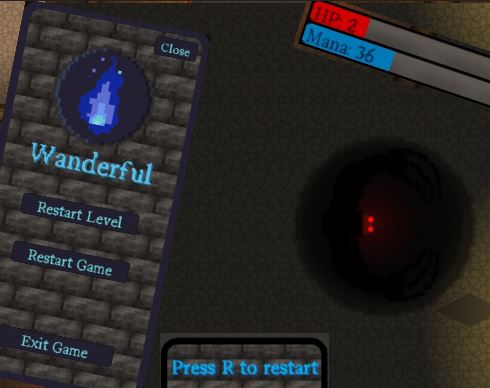 Close
HP: 2
Mana: 36
Wanderful
Restart Level
Restart Game
Exit Game
Press R to restart